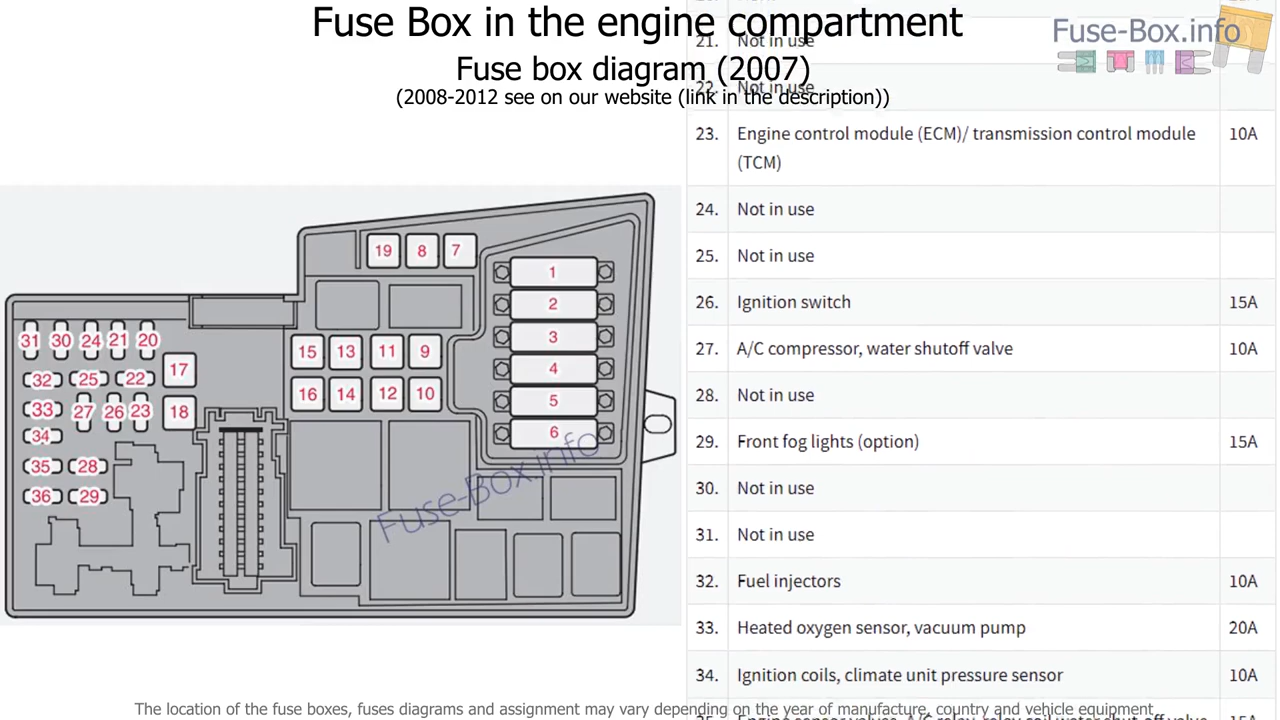 Fuse Box in the engine compartment
Fuse box diagram (2007)
(2008-2012 see on our website (link in the description))
Fuse-Box.info
21. Not in use
22. Not in use
23. Engine control module (ECM)/ transmission control module 10A
(TCM)
24. Not in use
25. Not in use
26. Ignition switch 15A
27. A/C compressor, water shutoff valve 10A
28. Not in use
29. Front fog lights (option) 15A
30. Not in use
31. Not in use
32. Fuel injectors 10A
33. Heated oxygen sensor, vacuum pump 20A
34. Ignition coils, climate unit pressure sensor 10A
19 8 7
1
2
3
4
5
6
31 30 24 21 20
15 13 11 9
17
32 25 22
16 14 12 10
33 27 26 23 18
34
35 28
36 29
Fuse-Box.info
The location of the fuse boxes, fuses diagrams and assignment may vary depending on the year of manufacture, country and vehicle equipment